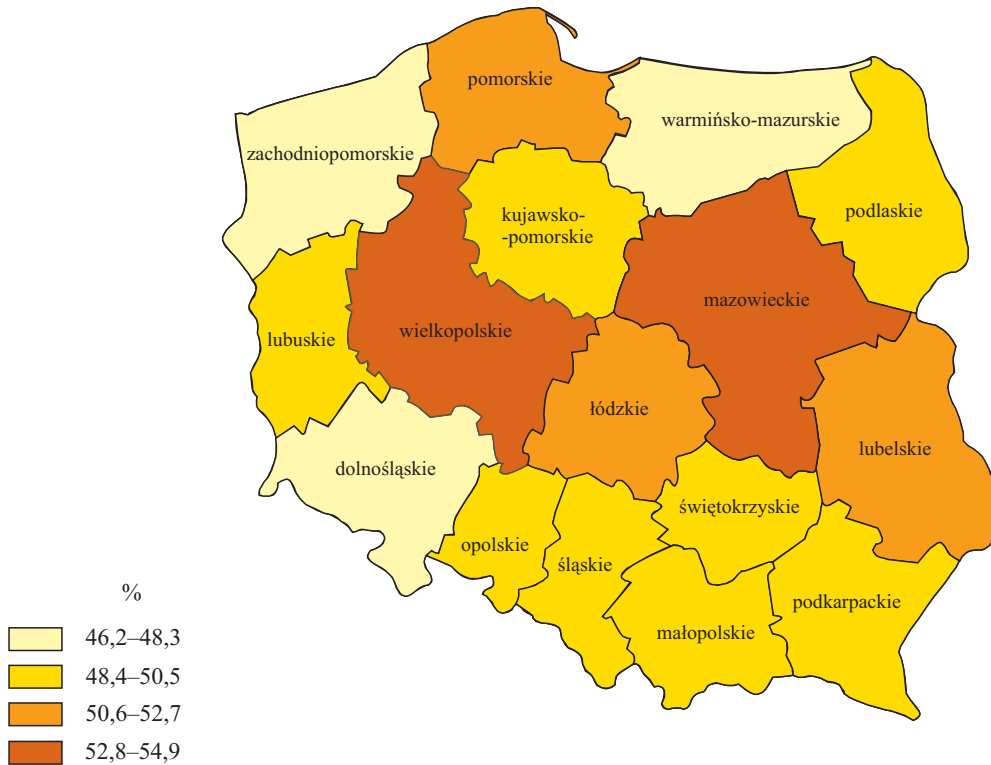 pomorskie
warmińsko-mazurskie
zachodniopomorskie
podlaskie
kujawsko-
-pomorskie
mazowieckie
wielkopolskie
lubuskie
łódzkie
lubelskie
dolnośląskie
świętokrzyskie
opolskie
śląskie
podkarpackie
małopolskie
%
46,2–48,3
48,4–50,5
50,6–52,7
52,8–54,9